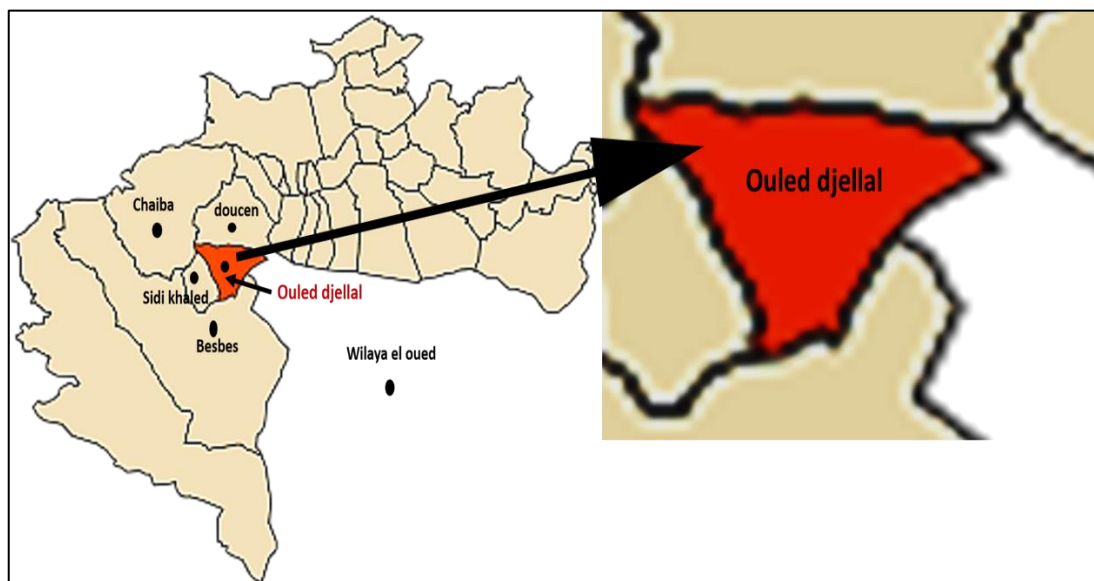 Chaiba
doucen
Sidi khaled
Ouled djellal
Besbes
Wilaya el oued
Ouled djellal